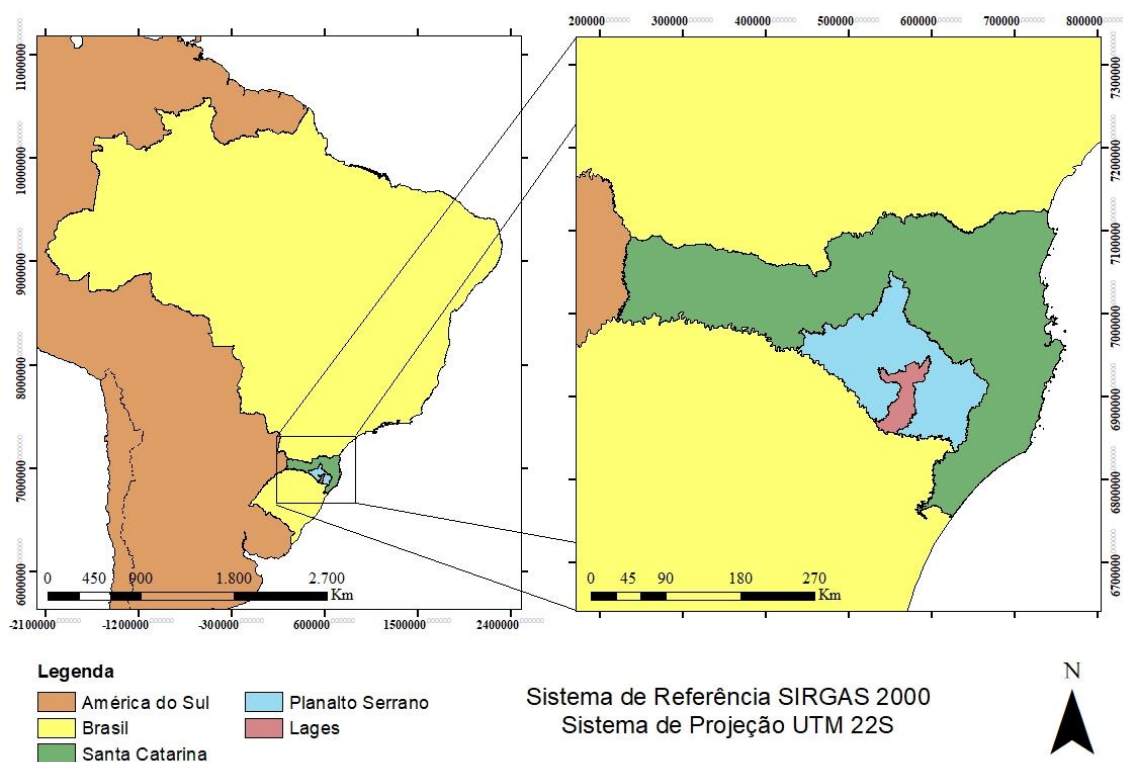 200000 300000 400000 500000 600000 700000 800000
11000000
10000000
9000000
8000000
7000000
6000000
7300000
7200000
7100000
7000000
6900000
6800000
6700000
0 450 900 1.800 2.700
Km
0 45 90 180 270
Km
-2100000 -1200000 -300000 600000 1500000 2400000
Legenda
América do Sul
Brasil
Santa Catarina
Planalto Serrano
Lages
Sistema de Referência SIRGAS 2000
Sistema de Projeção UTM 22S
N